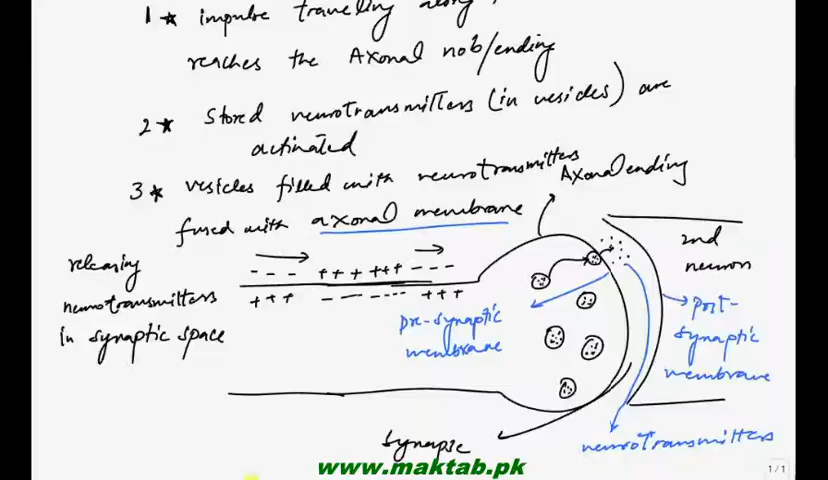 1* impulse travelling along
reaches the Axonal nob/ending
2* Stored neurotransmitters (in vesicles) are
activated
3* vesicles filled with neurotransmitters
fused with axonal membrane
releasing
neurotransmitters
in synaptic space
Axonal ending
- - - + + + + + + - - -
+ + + - - - - - - + + +
2nd
neuron
pre-synaptic
membrane
post-
synaptic
membrane
synapse
neurotransmitters
www.maktab.pk
1/1